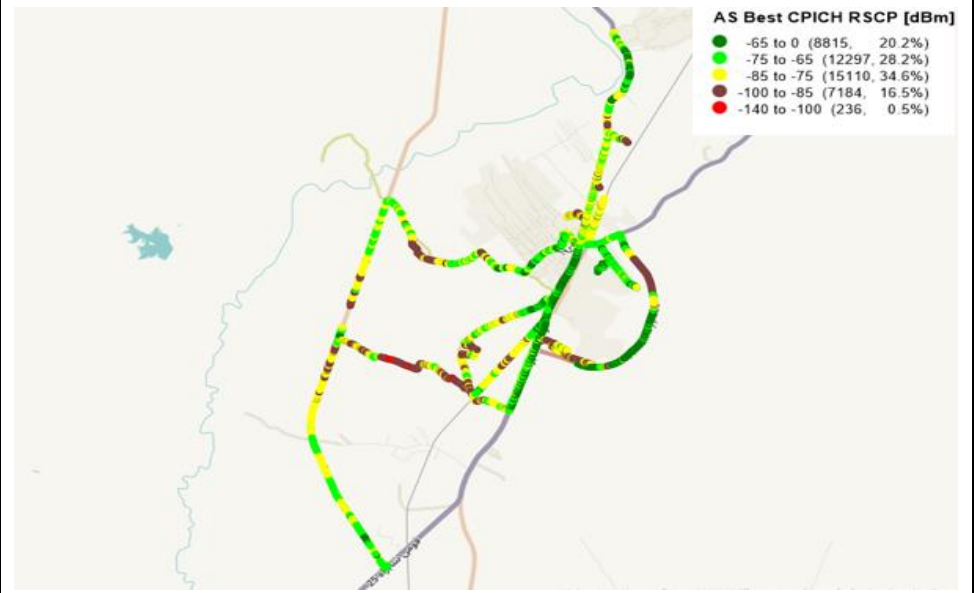 AS Best CPICH RSCP [dBm]
-65 to 0 (8815, 20.2%)
-75 to -65 (12297, 28.2%)
-85 to -75 (15110, 34.6%)
-100 to -85 (7184, 16.5%)
-140 to -100 (236, 0.5%)